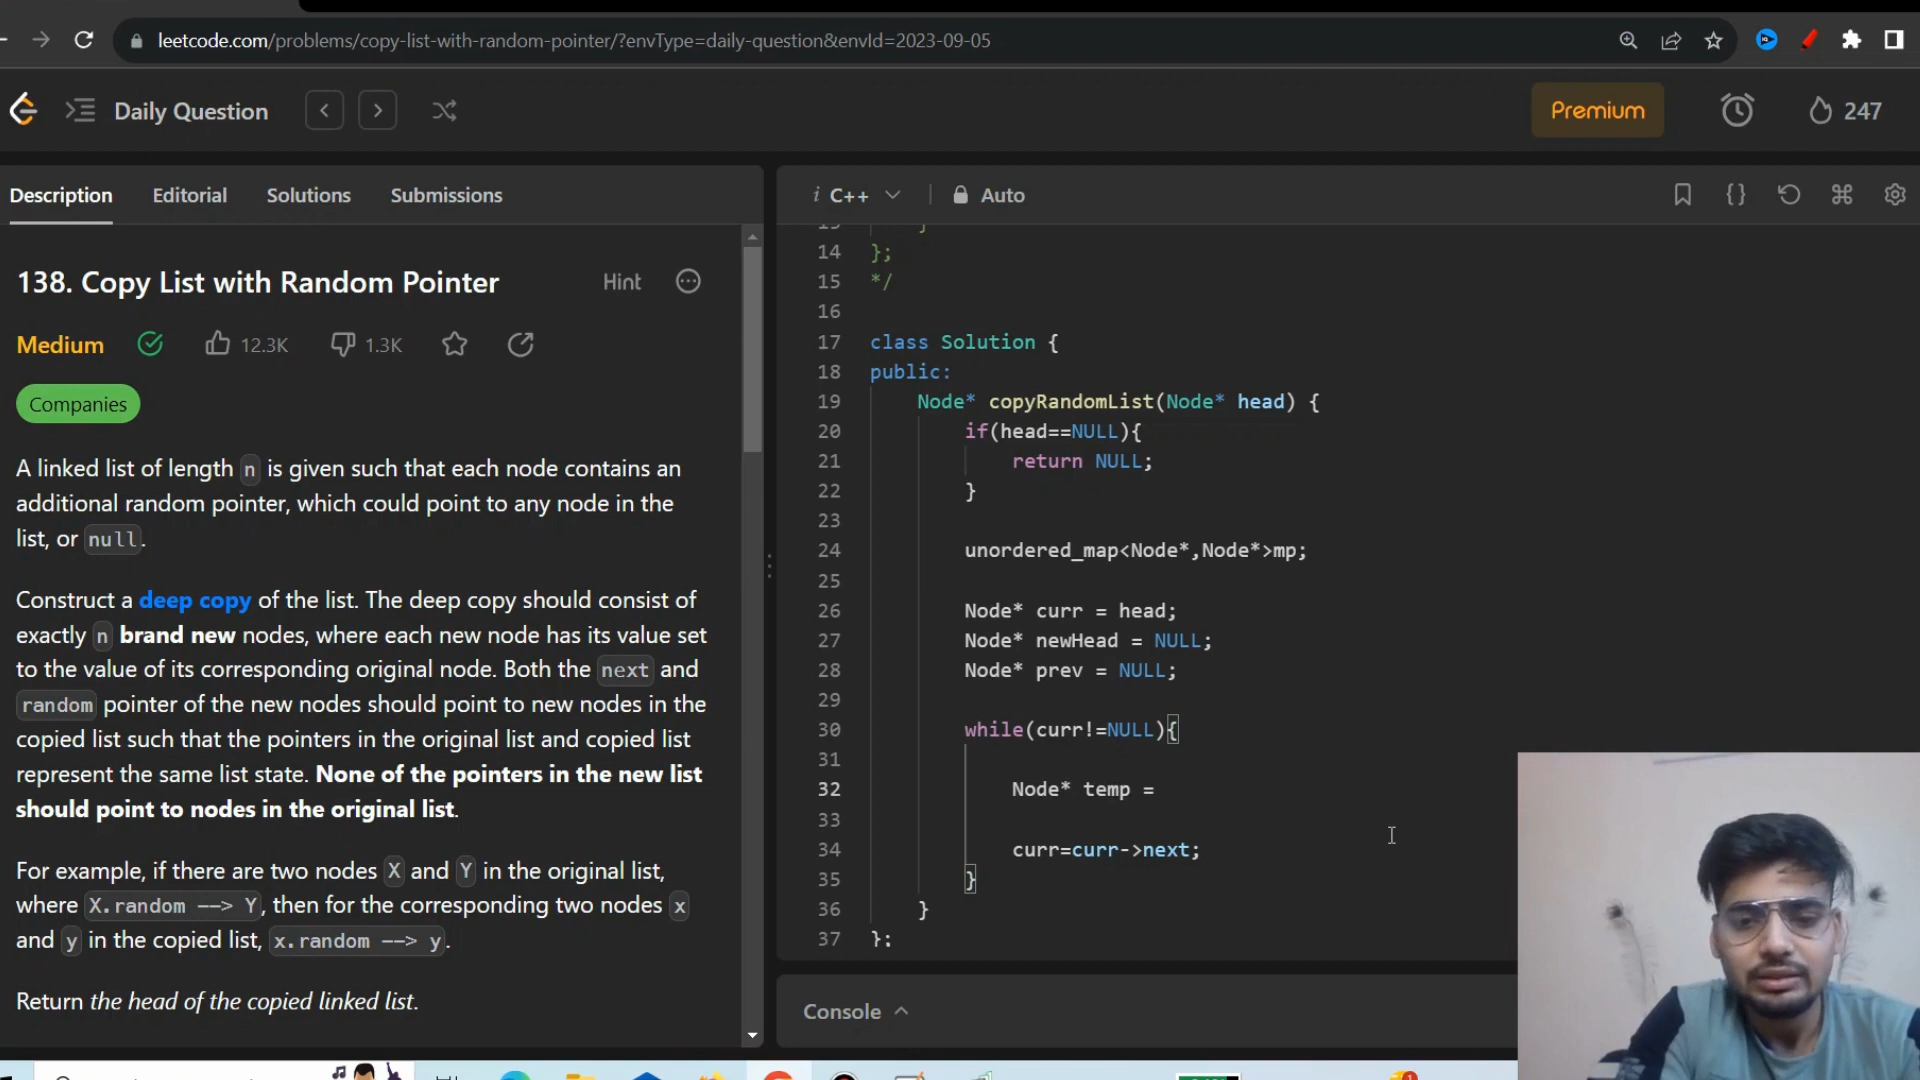 leetcode.com/problems/copy-list-with-random-pointer/?envType=daily-question&envId=2023-09-05
Daily Question
Premium
247
Description Editorial Solutions Submissions
138. Copy List with Random Pointer
Hint
Medium 12.3K 1.3K
Companies
A linked list of length n is given such that each node contains an
additional random pointer, which could point to any node in the
list, or null.
Construct a deep copy of the list. The deep copy should consist of
exactly n brand new nodes, where each new node has its value set
to the value of its corresponding original node. Both the next and
random pointer of the new nodes should point to new nodes in the
copied list such that the pointers in the original list and copied list
represent the same list state. None of the pointers in the new list
should point to nodes in the original list.
For example, if there are two nodes X and Y in the original list,
where X.random --> Y, then for the corresponding two nodes x
and y in the copied list, x.random --> y.
Return the head of the copied linked list.
i C++ Auto
14 };
15 */
16
17 class Solution {
18 public:
19 Node* copyRandomList(Node* head) {
20 if(head==NULL){
21 return NULL;
22 }
23
24 unordered_map<Node*,Node*>mp;
25
26 Node* curr = head;
27 Node* newHead = NULL;
28 Node* prev = NULL;
29
30 while(curr!=NULL){
31
32 Node* temp =
33
34 curr=curr->next;
35 }
36 }
37 };
Console